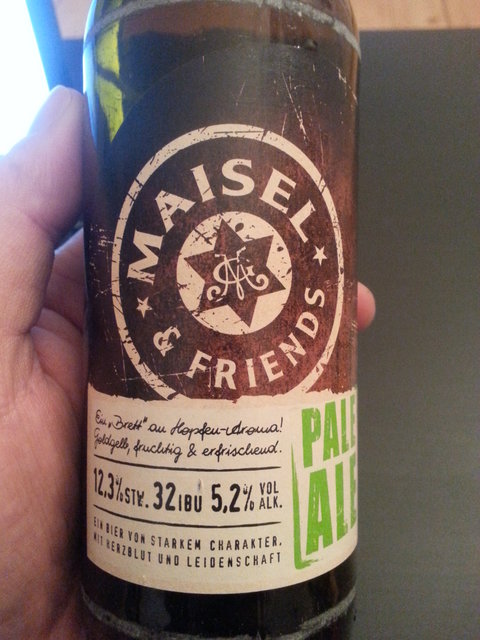 MAISEL
& FRIENDS
Ein „Brett" an Hopfen-Aroma!
Goldgelb, fruchtig & erfrischend.
12,3% STW. 32 IBU 5,2% VOL ALK.
EIN BIER VON STARKEM CHARAKTER,
MIT HERZBLUT UND LEIDENSCHAFT
PALE
ALE